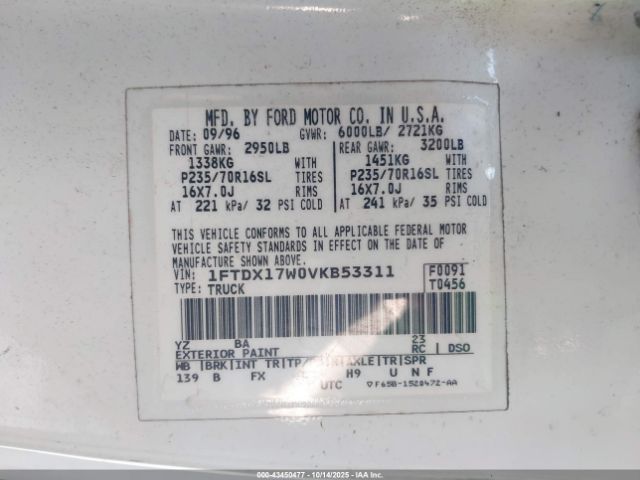 MFD. BY FORD MOTOR CO. IN U.S.A.
DATE: 09/96 GVWR: 6000LB/ 2721KG
FRONT GAWR: 2950LB REAR GAWR: 3200LB
1338KG WITH 1451KG WITH
P235/70R16SL TIRES P235/70R16SL TIRES
16X7.0J RIMS 16X7.0J RIMS
AT 221 kPa/ 32 PSI COLD AT 241 kPa/ 35 PSI COLD
THIS VEHICLE CONFORMS TO ALL APPLICABLE FEDERAL MOTOR
VEHICLE SAFETY STANDARDS IN EFFECT ON THE DATE OF
MANUFACTURE SHOWN ABOVE.
VIN: 1FTDX17W0VKB53311 F0091
TYPE: TRUCK T0456
YZ BA 23
EXTERIOR PAINT RC DSO
WB BRK INT TR TP/ AXLE TR SPR
139 B FX H9 U N F
UTC F65B-1520472-AA
000-43450477 - 10/14/2025 - IAAI.COM